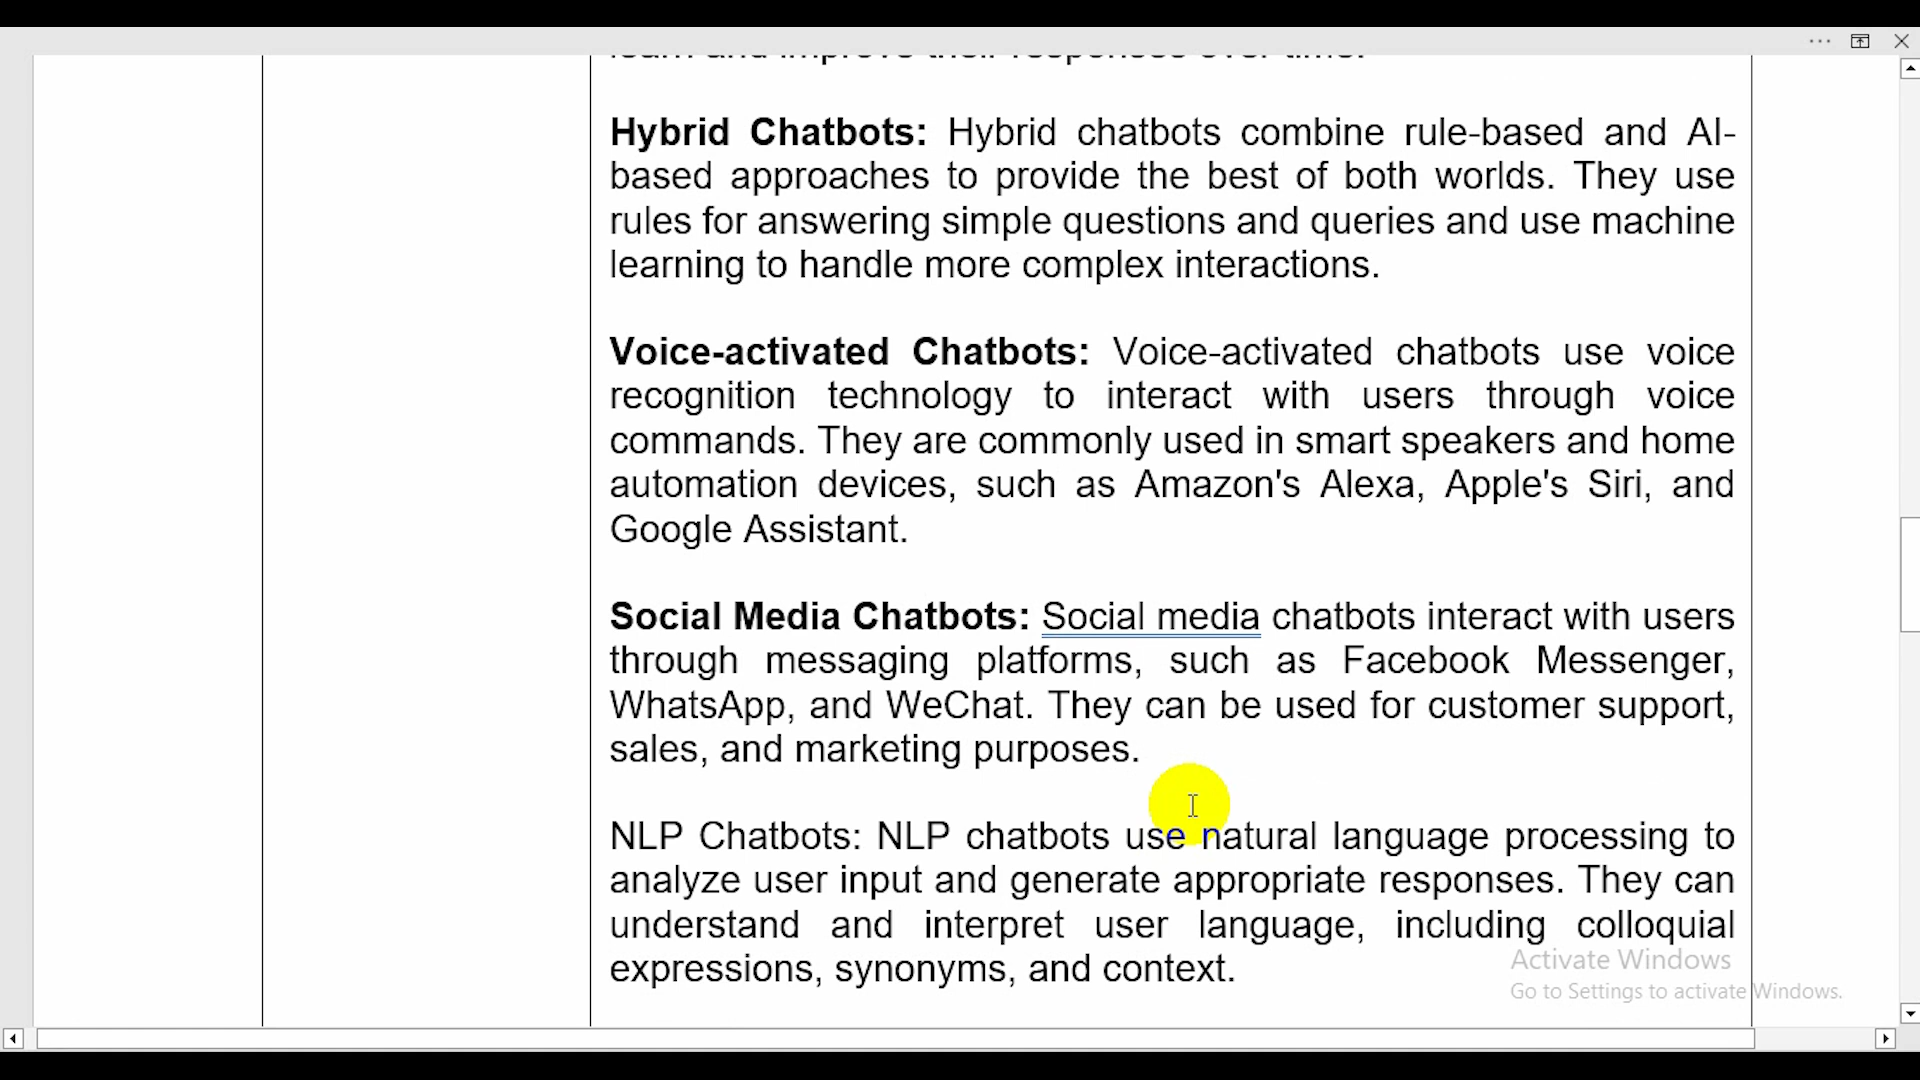 learn and improve their responses over time.
Hybrid Chatbots: Hybrid chatbots combine rule-based and AI-
based approaches to provide the best of both worlds. They use
rules for answering simple questions and queries and use machine
learning to handle more complex interactions.
Voice-activated Chatbots: Voice-activated chatbots use voice
recognition technology to interact with users through voice
commands. They are commonly used in smart speakers and home
automation devices, such as Amazon's Alexa, Apple's Siri, and
Google Assistant.
Social Media Chatbots: Social media chatbots interact with users
through messaging platforms, such as Facebook Messenger,
WhatsApp, and WeChat. They can be used for customer support,
sales, and marketing purposes.
NLP Chatbots: NLP chatbots use natural language processing to
analyze user input and generate appropriate responses. They can
understand and interpret user language, including colloquial
expressions, synonyms, and context.
Activate Windows
Go to Settings to activate Windows.